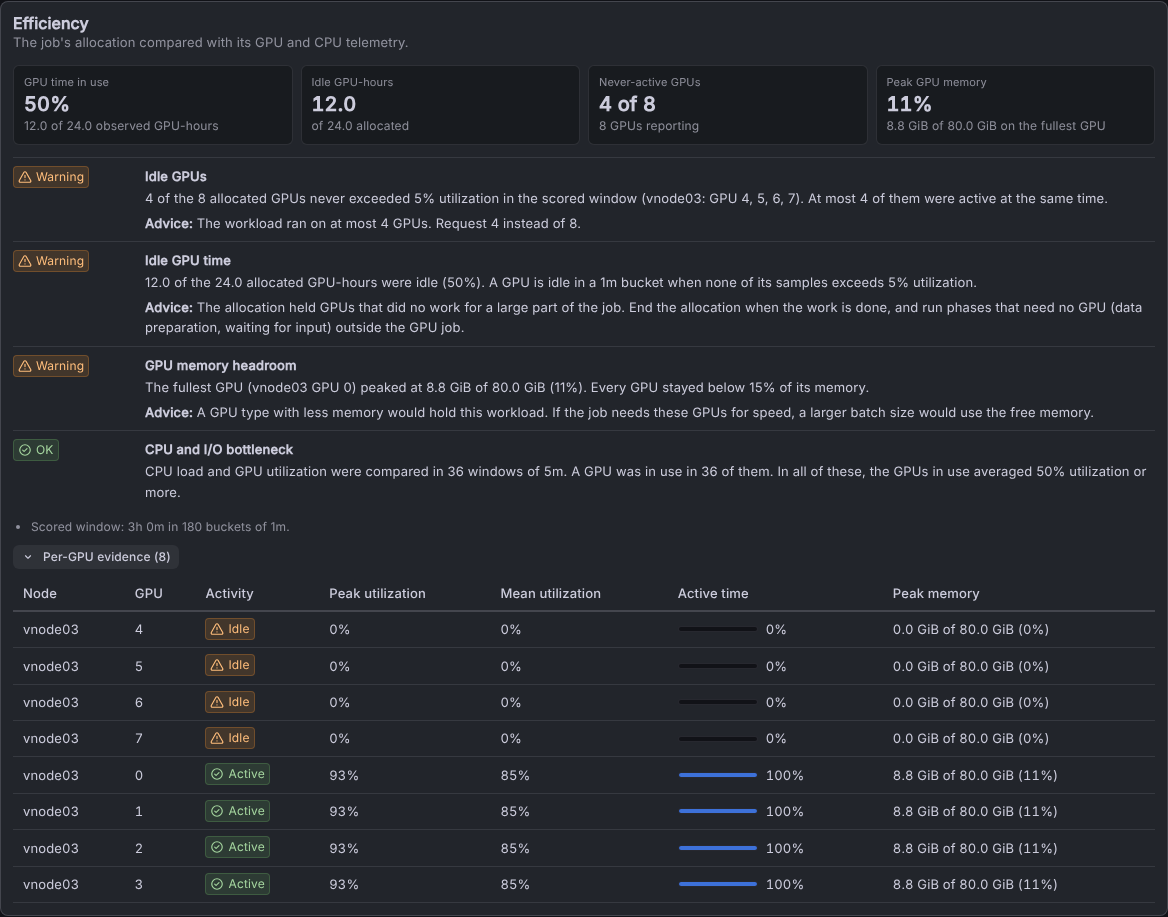 Efficiency
The job's allocation compared with its GPU and CPU telemetry.
GPU time in use
50%
12.0 of 24.0 observed GPU-hours
Idle GPU-hours
12.0
of 24.0 allocated
Never-active GPUs
4 of 8
8 GPUs reporting
Peak GPU memory
11%
8.8 GiB of 80.0 GiB on the fullest GPU
Warning
Idle GPUs
4 of the 8 allocated GPUs never exceeded 5% utilization in the scored window (vnode03: GPU 4, 5, 6, 7). At most 4 of them were active at the same time.
Advice: The workload ran on at most 4 GPUs. Request 4 instead of 8.
Warning
Idle GPU time
12.0 of the 24.0 allocated GPU-hours were idle (50%). A GPU is idle in a 1m bucket when none of its samples exceeds 5% utilization.
Advice: The allocation held GPUs that did no work for a large part of the job. End the allocation when the work is done, and run phases that need no GPU (data
preparation, waiting for input) outside the GPU job.
Warning
GPU memory headroom
The fullest GPU (vnode03 GPU 0) peaked at 8.8 GiB of 80.0 GiB (11%). Every GPU stayed below 15% of its memory.
Advice: A GPU type with less memory would hold this workload. If the job needs these GPUs for speed, a larger batch size would use the free memory.
OK
CPU and I/O bottleneck
CPU load and GPU utilization were compared in 36 windows of 5m. A GPU was in use in 36 of them. In all of these, the GPUs in use averaged 50% utilization or
more.
• Scored window: 3h 0m in 180 buckets of 1m.
Per-GPU evidence (8)
Node GPU Activity Peak utilization Mean utilization Active time Peak memory
vnode03 4 Idle 0% 0% 0% 0.0 GiB of 80.0 GiB (0%)
vnode03 5 Idle 0% 0% 0% 0.0 GiB of 80.0 GiB (0%)
vnode03 6 Idle 0% 0% 0% 0.0 GiB of 80.0 GiB (0%)
vnode03 7 Idle 0% 0% 0% 0.0 GiB of 80.0 GiB (0%)
vnode03 0 Active 93% 85% 100% 8.8 GiB of 80.0 GiB (11%)
vnode03 1 Active 93% 85% 100% 8.8 GiB of 80.0 GiB (11%)
vnode03 2 Active 93% 85% 100% 8.8 GiB of 80.0 GiB (11%)
vnode03 3 Active 93% 85% 100% 8.8 GiB of 80.0 GiB (11%)